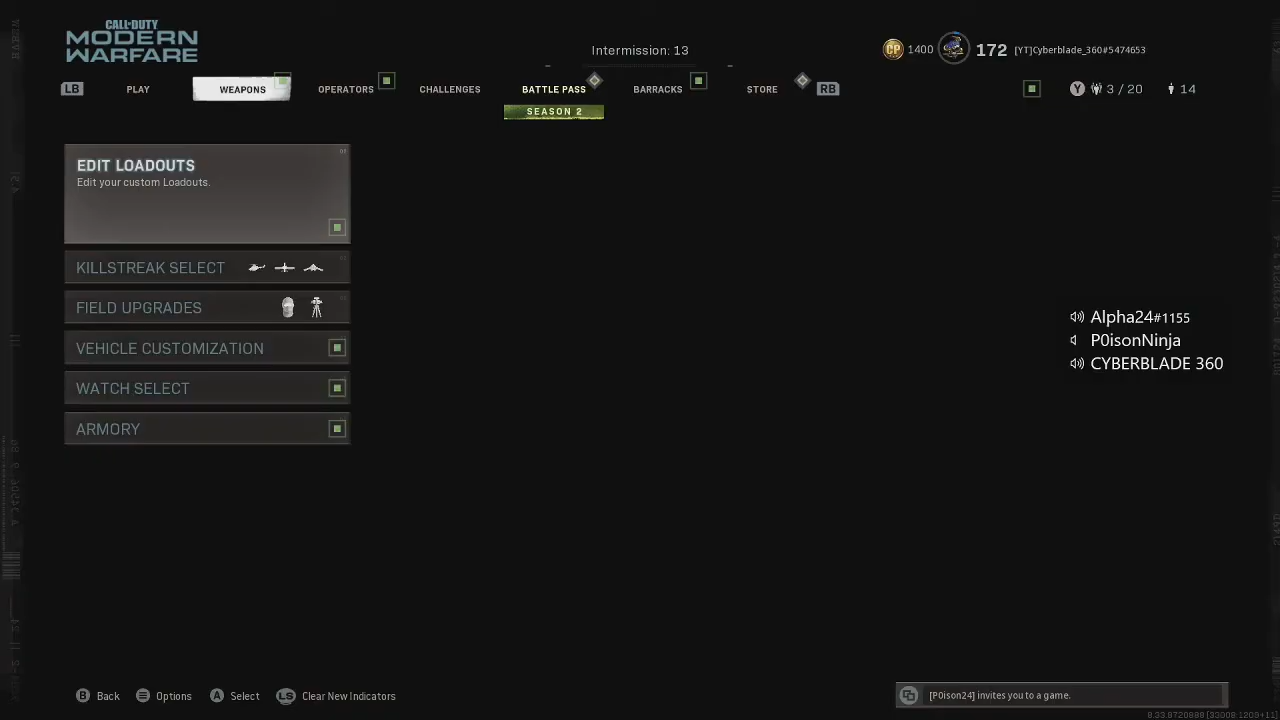 CALL OF DUTY
MODERN
WARFARE
Intermission: 13
CP 1400 172 [YT]Cyberblade_360#5474653
LB PLAY WEAPONS OPERATORS CHALLENGES BATTLE PASS BARRACKS STORE RB Y 3 / 20 14
SEASON 2
EDIT LOADOUTS
Edit your custom Loadouts.
KILLSTREAK SELECT
FIELD UPGRADES
VEHICLE CUSTOMIZATION
WATCH SELECT
ARMORY
Alpha24#1155
P0isonNinja
CYBERBLADE 360
B Back Options A Select LS Clear New Indicators
[P0ison24] invites you to a game.